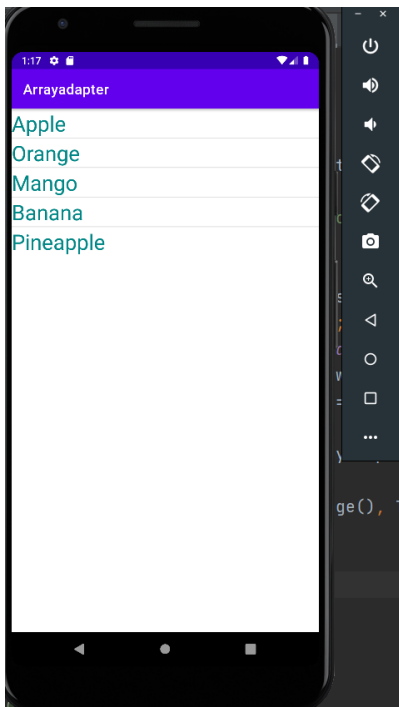 1:17
Arrayadapter
Apple
Orange
Mango
Banana
Pineapple
ge(),